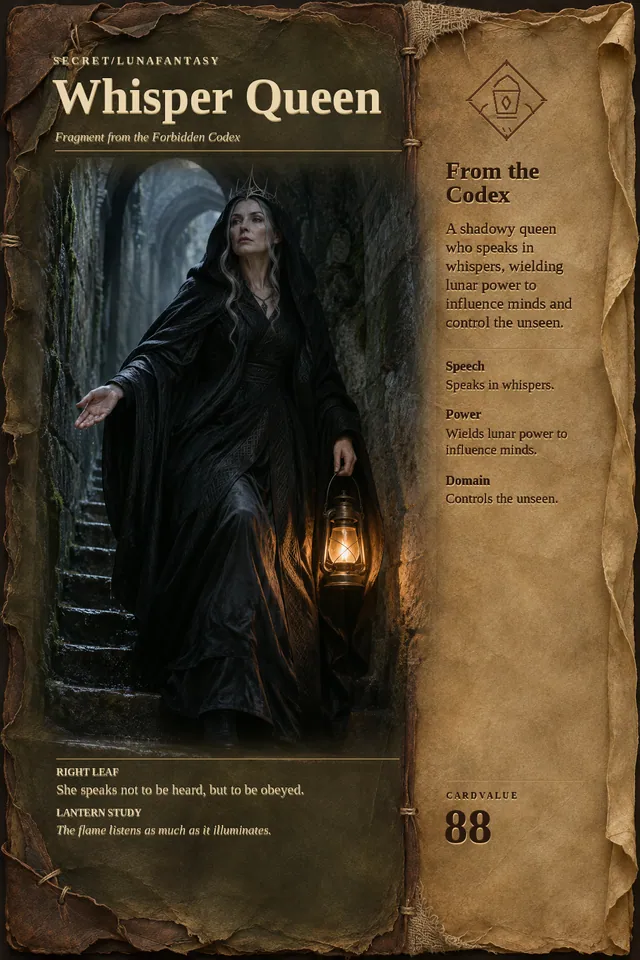 SECRET/LUNAFANTASY
Whisper Queen
Fragment from the Forbidden Codex
From the
Codex
A shadowy queen
who speaks in
whispers, wielding
lunar power to
influence minds and
control the unseen.
Speech
Speaks in whispers.
Power
Wields lunar power to
influence minds.
Domain
Controls the unseen.
RIGHT LEAF
She speaks not to be heard, but to be obeyed.
LANTERN STUDY
The flame listens as much as it illuminates.
CARDVALUE
88